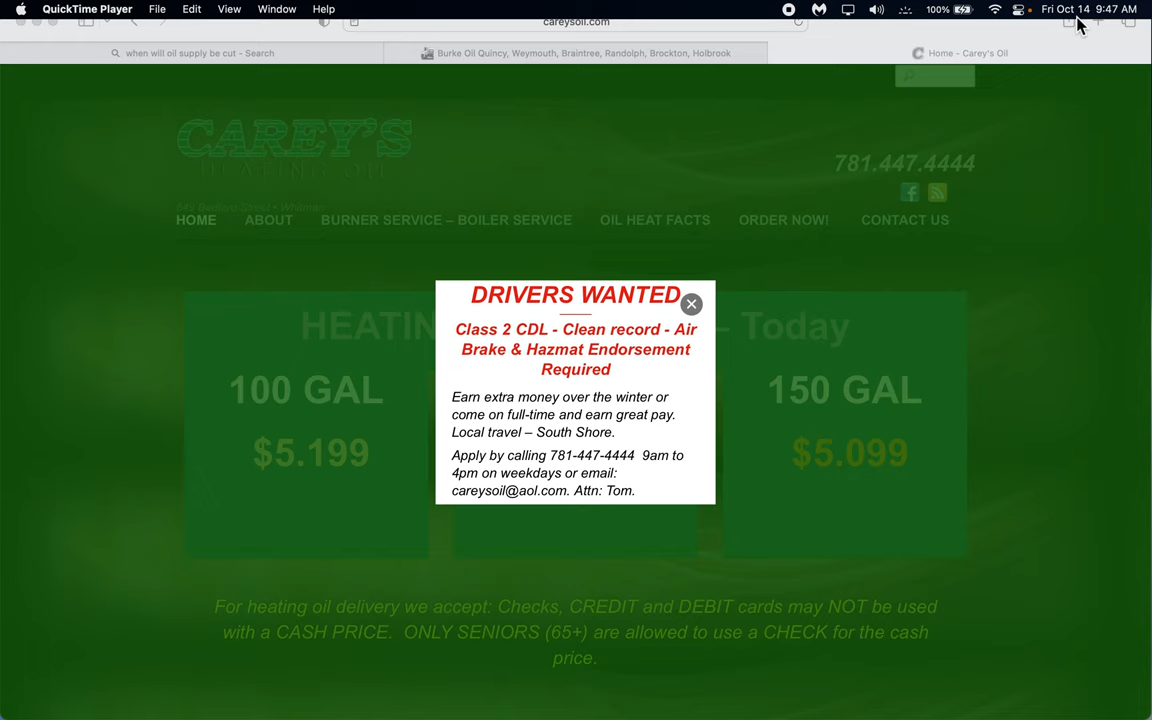 QuickTime Player File Edit View Window Help 100% Fri Oct 14 9:47 AM
careysoil.com
when will oil supply be cut - Search
Burke Oil Quincy, Weymouth, Braintree, Randolph, Brockton, Holbrook
Home - Carey's Oil
CAREY'S
HEATING OIL
781.447.4444
HOME ABOUT BURNER SERVICE – BOILER SERVICE OIL HEAT FACTS ORDER NOW! CONTACT US
HEATIN – Today
100 GAL
$5.199
150 GAL
$5.099
DRIVERS WANTED
Class 2 CDL - Clean record - Air
Brake & Hazmat Endorsement
Required
Earn extra money over the winter or
come on full-time and earn great pay.
Local travel – South Shore.
Apply by calling 781-447-4444 9am to
4pm on weekdays or email:
careysoil@aol.com. Attn: Tom.
For heating oil delivery we accept: Checks, CREDIT and DEBIT cards may NOT be used
with a CASH PRICE. ONLY SENIORS (65+) are allowed to use a CHECK for the cash
price.